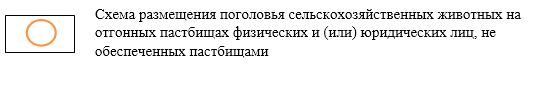 Схема размещения поголовья сельскохозяйственных животных на
отгонных пастбищах физических и (или) юридических лиц, не
обеспеченных пастбищами